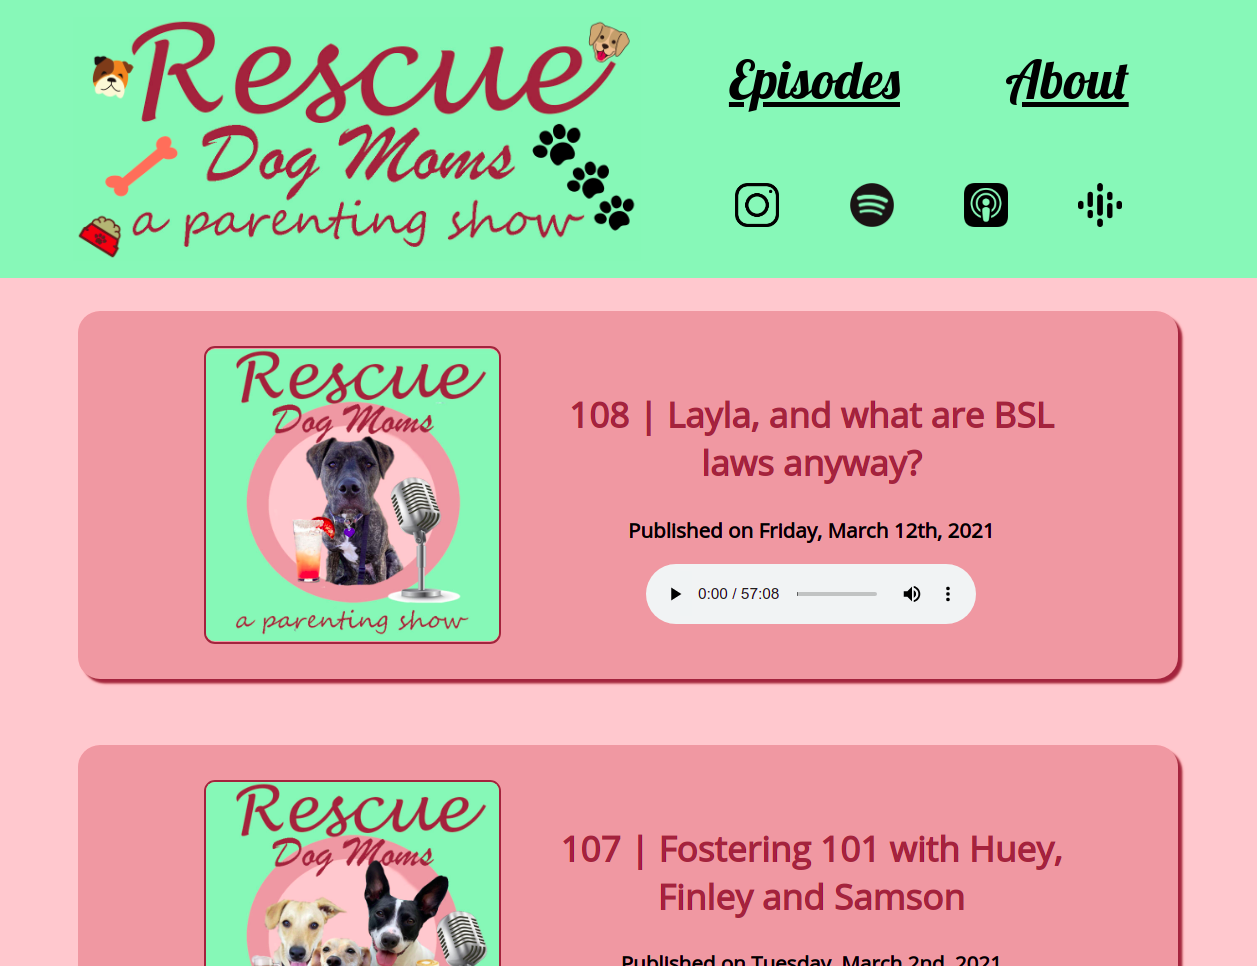 Rescue
Dog Moms
a parenting show
Episodes
About
Rescue
Dog Moms
a parenting show
108 | Layla, and what are BSL
laws anyway?
Published on Friday, March 12th, 2021
0:00 / 57:08
Rescue
Dog Moms
107 | Fostering 101 with Huey,
Finley and Samson
Published on Tuesday, March 2nd, 2021